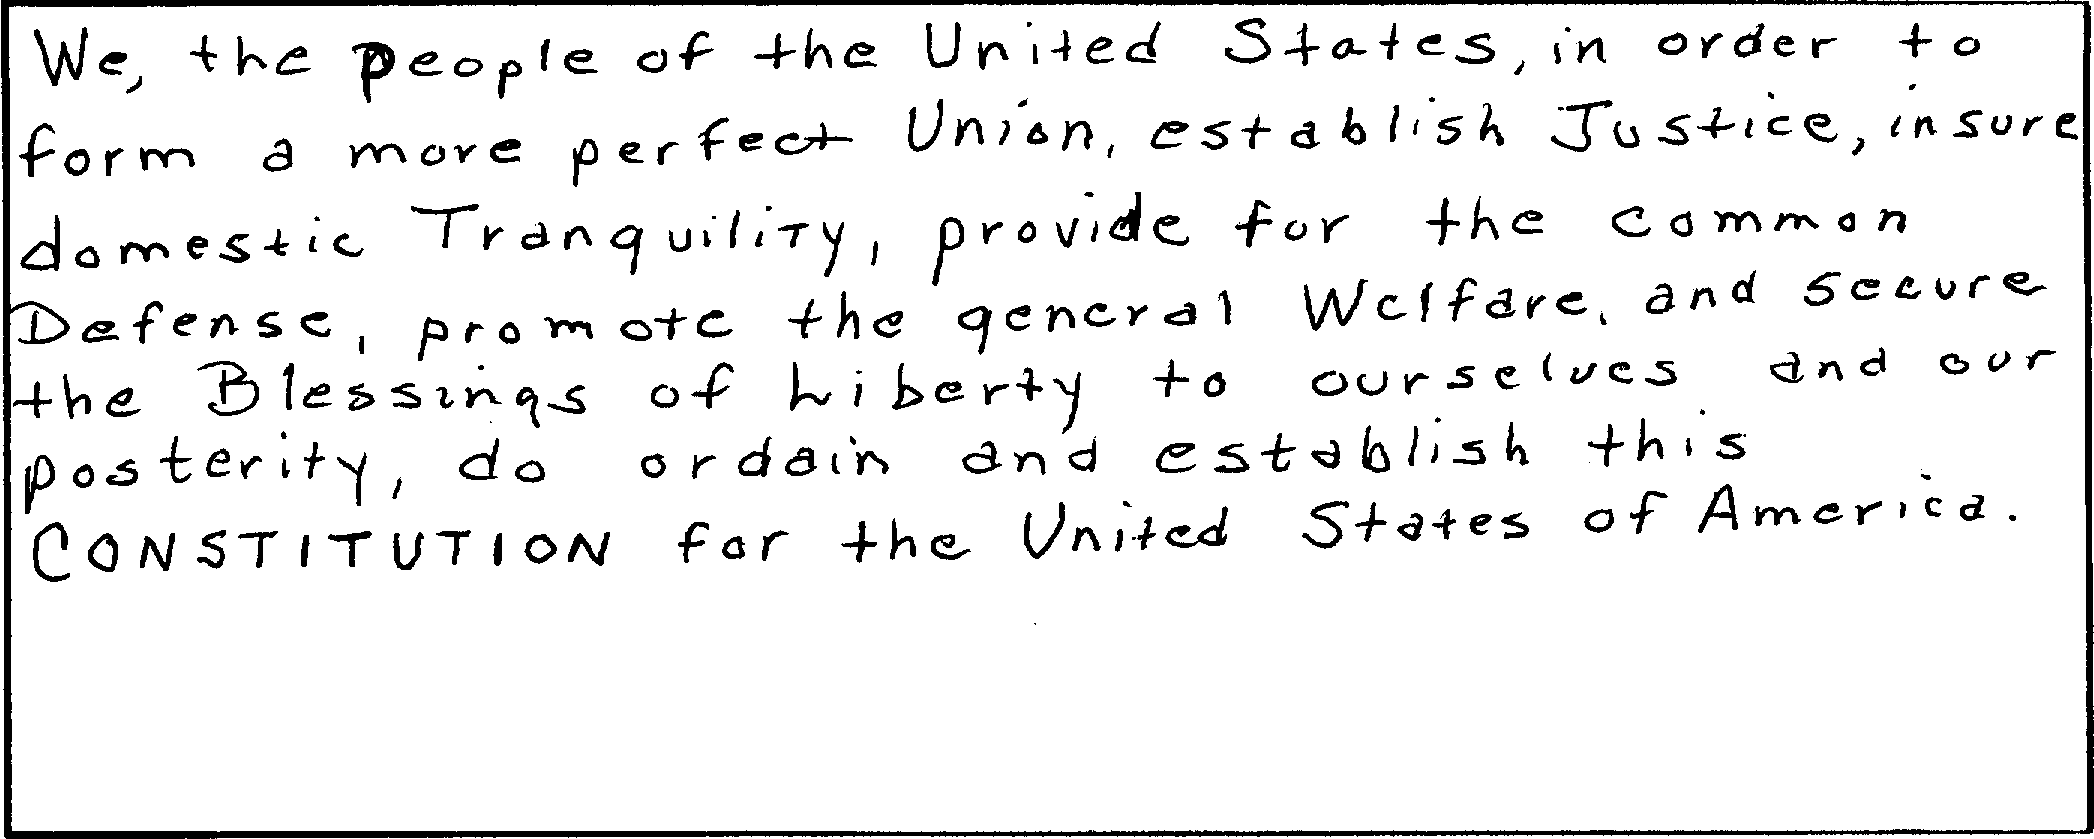 We, the people of the United States, in order to
form a more perfect Union, establish Justice, insure
domestic Tranquility, provide for the common
Defense, promote the general Welfare, and secure
the Blessings of Liberty to ourselves and our
posterity, do ordain and establish this
CONSTITUTION for the United States of America.